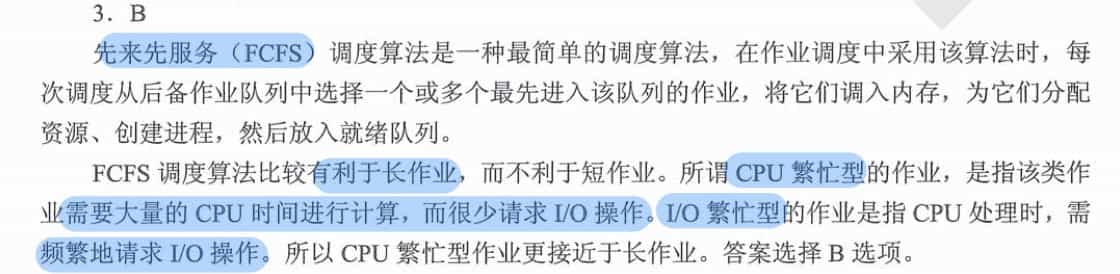 3．B
先来先服务（FCFS）调度算法是一种最简单的调度算法，在作业调度中采用该算法时，每
次调度从后备作业队列中选择一个或多个最先进入该队列的作业，将它们调入内存，为它们分配
资源、创建进程，然后放入就绪队列。
FCFS 调度算法比较有利于长作业，而不利于短作业。所谓 CPU 繁忙型的作业，是指该类作
业需要大量的 CPU 时间进行计算，而很少请求 I/O 操作。I/O 繁忙型的作业是指 CPU 处理时，需
频繁地请求 I/O 操作。所以 CPU 繁忙型作业更接近于长作业。答案选择 B 选项。